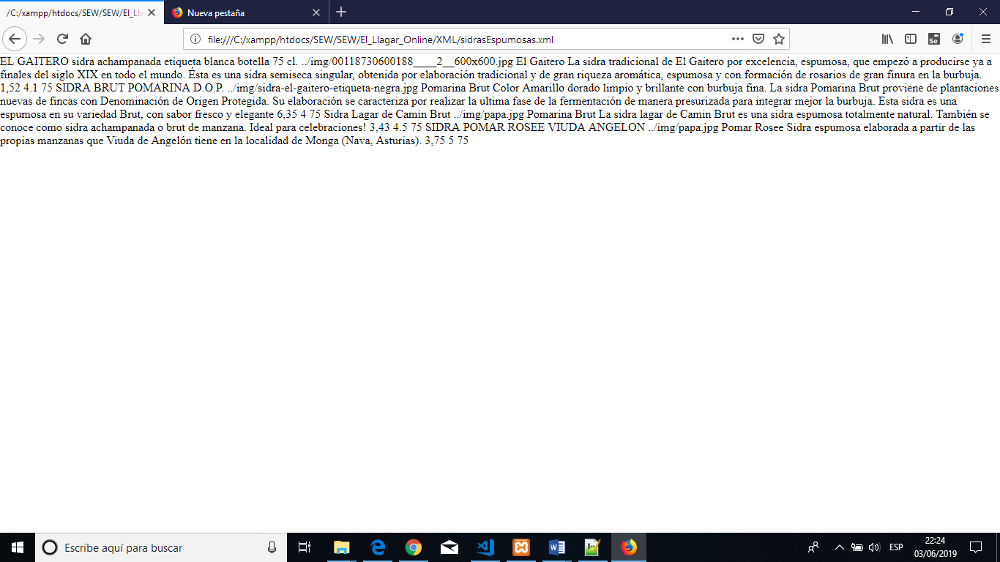 /C:/xampp/htdocs/SEW/SEW/El_Lla
Nueva pestaña
file:///C:/xampp/htdocs/SEW/SEW/El_Llagar_Online/XML/sidrasEspumosas.xml
EL GAITERO sidra achampanada etiqueta blanca botella 75 cl. ../img/00118730600188_____2__600x600.jpg El Gaitero La sidra tradicional de El Gaitero por excelencia, espumosa, que empezó a producirse ya a
finales del siglo XIX en todo el mundo. Ésta es una sidra semiseca singular, obtenida por elaboración tradicional y de gran riqueza aromática, espumosa y con formación de rosarios de gran finura en la burbuja.
1,52 4.1 75 SIDRA BRUT POMARINA D.O.P. ../img/sidra-el-gaitero-etiqueta-negra.jpg Pomarina Brut Color Amarillo dorado limpio y brillante con burbuja fina. La sidra Pomarina Brut proviene de plantaciones
nuevas de fincas con Denominación de Origen Protegida. Su elaboración se caracteriza por realizar la ultima fase de la fermentación de manera presurizada para integrar mejor la burbuja. Esta sidra es una
espumosa en su variedad Brut, con sabor fresco y elegante 6,35 4 75 Sidra Lagar de Camin Brut ../img/papa.jpg Pomarina Brut La sidra lagar de Camin Brut es una sidra espumosa totalmente natural. También se
conoce como sidra achampanada o brut de manzana. Ideal para celebraciones! 3,43 4.5 75 SIDRA POMAR ROSEE VIUDA ANGELON ../img/papa.jpg Pomar Rosee Sidra espumosa elaborada a partir de las
propias manzanas que Viuda de Angelón tiene en la localidad de Monga (Nava, Asturias). 3,75 5 75
Escribe aquí para buscar
ESP
22:24
03/06/2019